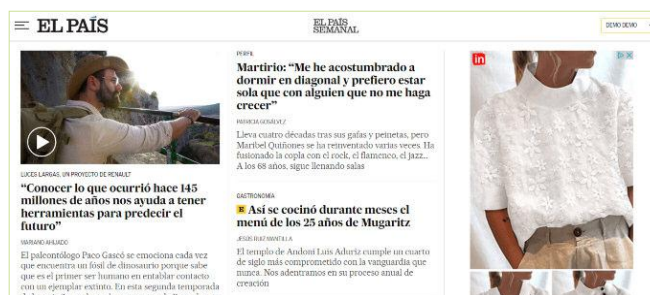 EL PAÍS
EL PAÍS
SEMANAL
DEMO DEMO
LUCES LARGAS, UN PROYECTO DE RENAULT
“Conocer lo que ocurrió hace 145
millones de años nos ayuda a tener
herramientas para predecir el
futuro”
MARIANO AHIJADO
El paleontólogo Paco Gascó se emociona cada vez
que encuentra un fósil de dinosaurio porque sabe
que es el primer ser humano en entablar contacto
con un ejemplar extinto. En esta segunda temporada
PERFIL
Martirio: “Me he acostumbrado a
dormir en diagonal y prefiero estar
sola que con alguien que no me haga
crecer”
PATRICIA GOSÁLVEZ
Lleva cuatro décadas tras sus gafas y peinetas, pero
Maribel Quiñones se ha reinventado varias veces. Ha
fusionado la copla con el rock, el flamenco, el jazz...
A los 68 años, sigue llenando salas
GASTRONOMÍA
E Así se cocinó durante meses el
menú de los 25 años de Mugaritz
JESÚS RUIZ MANTILLA
El templo de Andoni Luis Aduriz cumple un cuarto
de siglo más comprometido con la vanguardia que
nunca. Nos adentramos en su proceso anual de
creación
in